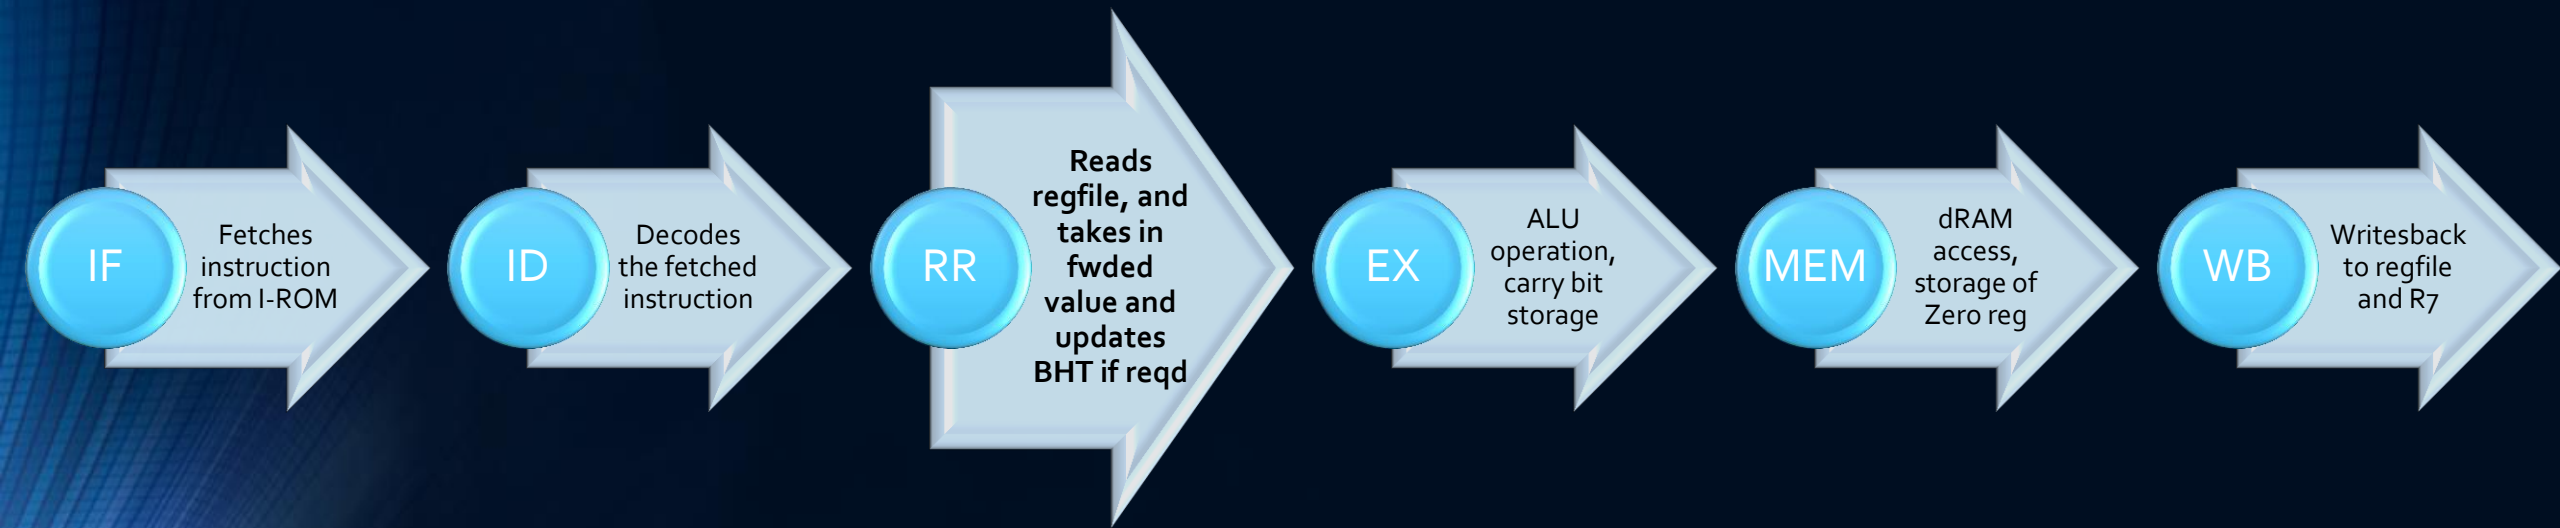 IF
Fetches
instruction
from I-ROM
ID
Decodes
the fetched
instruction
RR
Reads
regfile, and
takes in
fwded
value and
updates
BHT if reqd
EX
ALU
operation,
carry bit
storage
MEM
dRAM
access,
storage of
Zero reg
WB
Writesback
to regfile
and R7